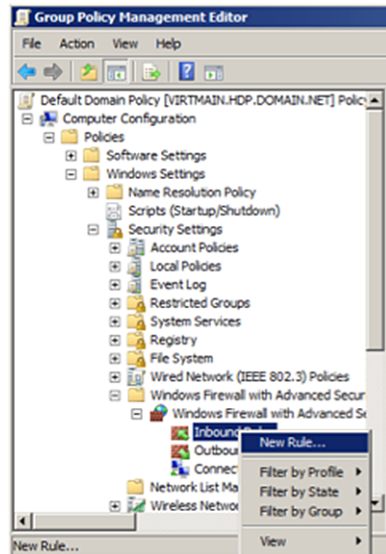 Group Policy Management Editor
File Action View Help
Default Domain Policy [VIRTMAIN.HDP.DOMAIN.NET] Policy
Computer Configuration
Policies
Software Settings
Windows Settings
Name Resolution Policy
Scripts (Startup/Shutdown)
Security Settings
Account Policies
Local Policies
Event Log
Restricted Groups
System Services
Registry
File System
Wired Network (IEEE 802.3) Policies
Windows Firewall with Advanced Secur
Windows Firewall with Advanced Se
Inbound
New Rule...
Outbou
Connec
Filter by Profile
Network List Ma
Filter by State
Wireless Networ
Filter by Group
View
New Rule...